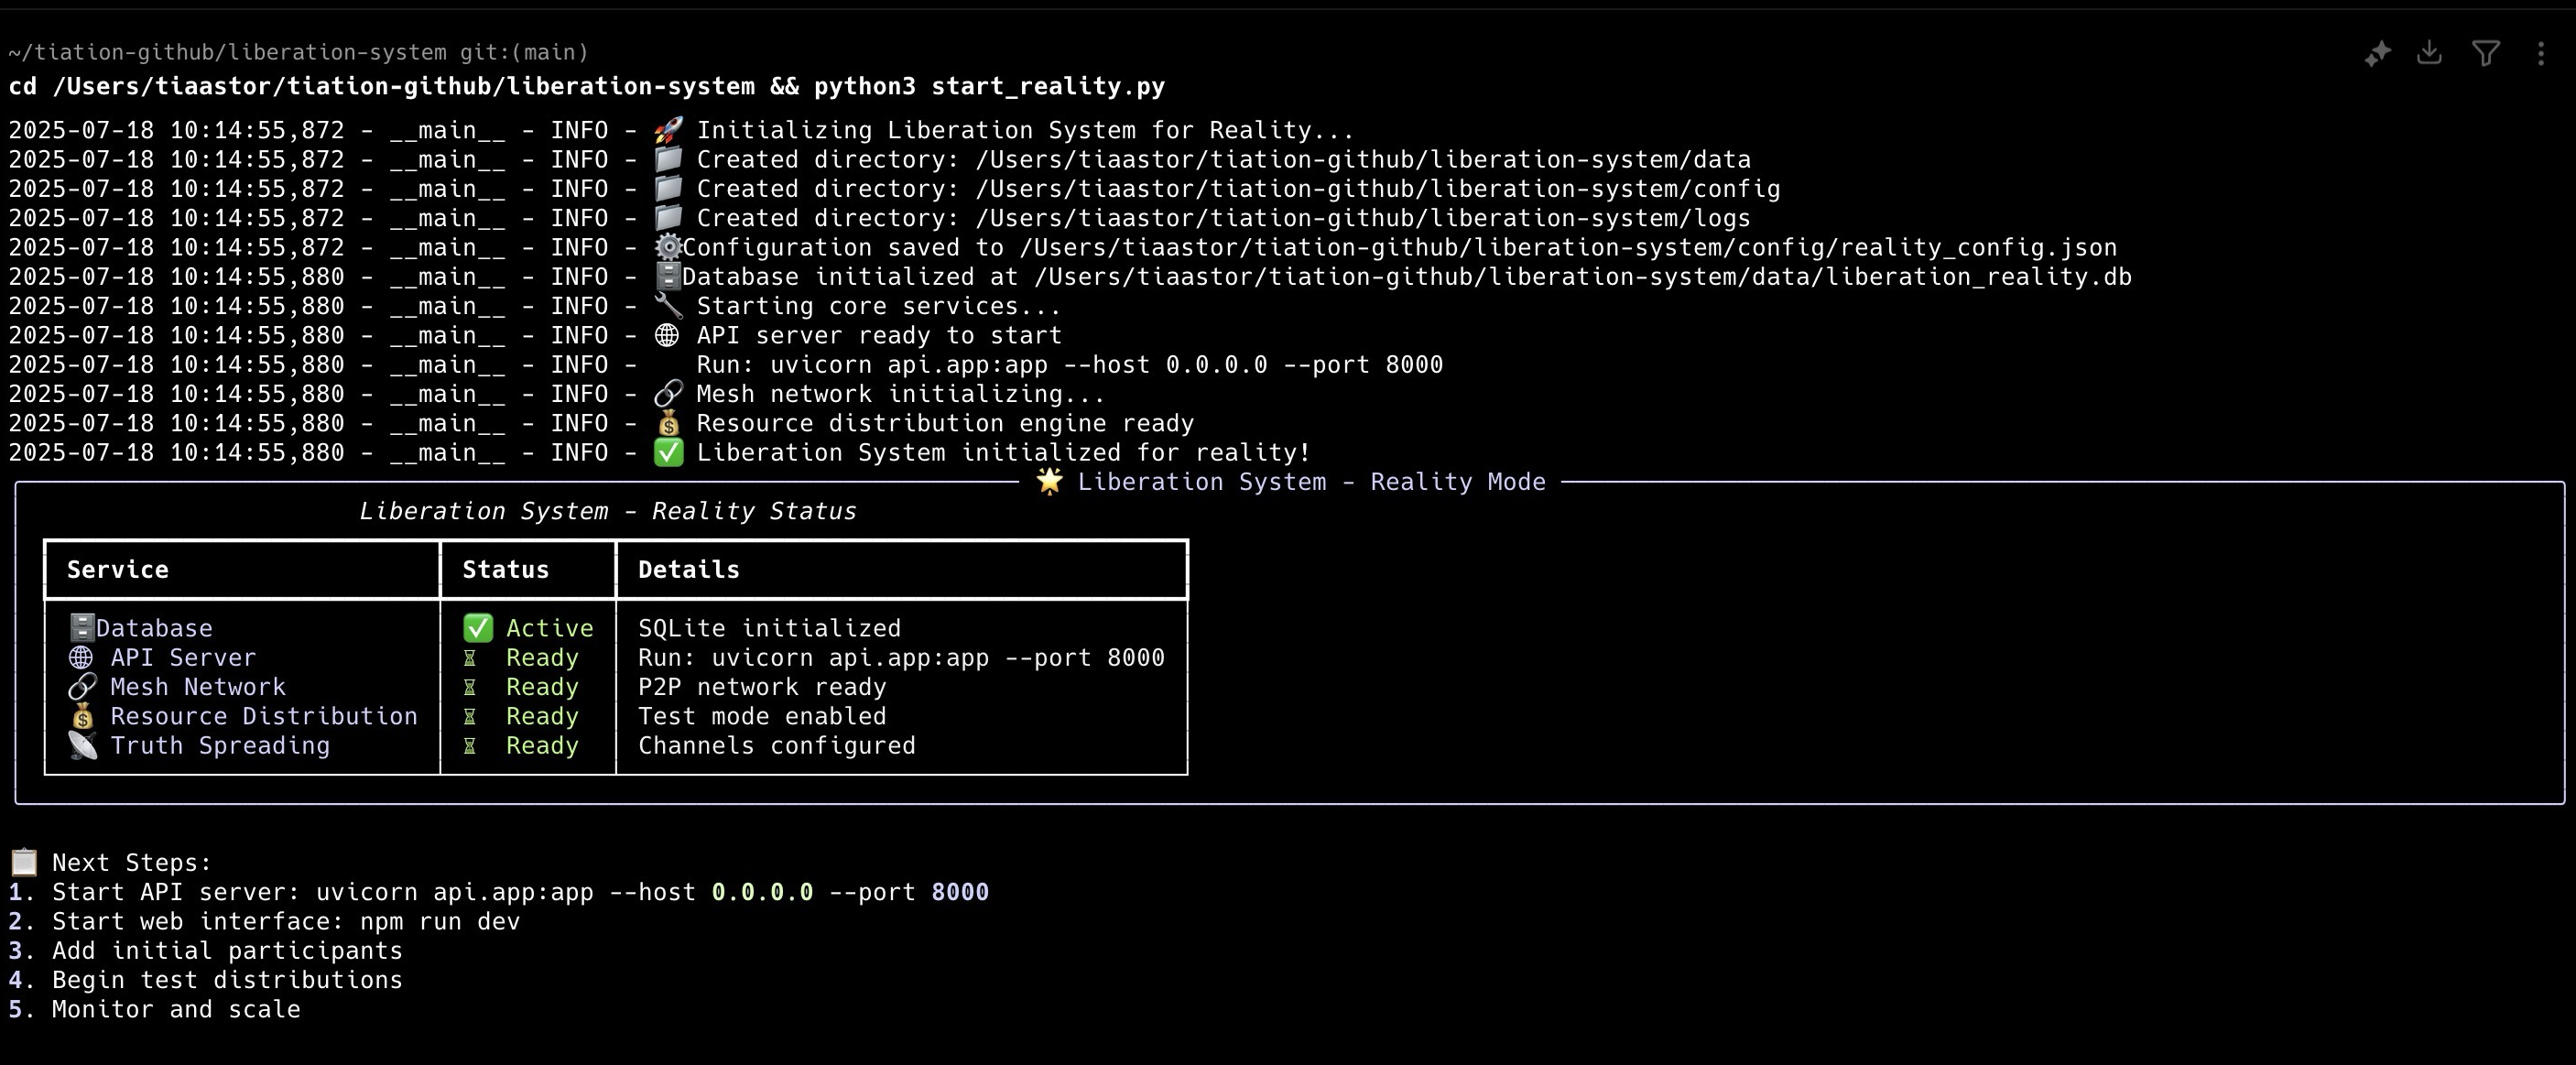 ~/tiation-github/liberation-system git:(main)
cd /Users/tiaastor/tiation-github/liberation-system && python3 start_reality.py
2025-07-18 10:14:55,872 - __main__ - INFO - 🚀 Initializing Liberation System for Reality...
2025-07-18 10:14:55,872 - __main__ - INFO - 📁 Created directory: /Users/tiaastor/tiation-github/liberation-system/data
2025-07-18 10:14:55,872 - __main__ - INFO - 📁 Created directory: /Users/tiaastor/tiation-github/liberation-system/config
2025-07-18 10:14:55,872 - __main__ - INFO - 📁 Created directory: /Users/tiaastor/tiation-github/liberation-system/logs
2025-07-18 10:14:55,872 - __main__ - INFO - ⚙️Configuration saved to /Users/tiaastor/tiation-github/liberation-system/config/reality_config.json
2025-07-18 10:14:55,880 - __main__ - INFO - 🗄️Database initialized at /Users/tiaastor/tiation-github/liberation-system/data/liberation_reality.db
2025-07-18 10:14:55,880 - __main__ - INFO - 🔧 Starting core services...
2025-07-18 10:14:55,880 - __main__ - INFO - 🌐 API server ready to start
2025-07-18 10:14:55,880 - __main__ - INFO -    Run: uvicorn api.app:app --host 0.0.0.0 --port 8000
2025-07-18 10:14:55,880 - __main__ - INFO - 🔗 Mesh network initializing...
2025-07-18 10:14:55,880 - __main__ - INFO - 💰 Resource distribution engine ready
2025-07-18 10:14:55,880 - __main__ - INFO - ✅ Liberation System initialized for reality!
🌟 Liberation System - Reality Mode
Liberation System - Reality Status
Service Status Details
🗄️Database ✅ Active SQLite initialized
🌐 API Server ⏳ Ready Run: uvicorn api.app:app --port 8000
🔗 Mesh Network ⏳ Ready P2P network ready
💰 Resource Distribution ⏳ Ready Test mode enabled
📡 Truth Spreading ⏳ Ready Channels configured
📋 Next Steps:
1. Start API server: uvicorn api.app:app --host 0.0.0.0 --port 8000
2. Start web interface: npm run dev
3. Add initial participants
4. Begin test distributions
5. Monitor and scale